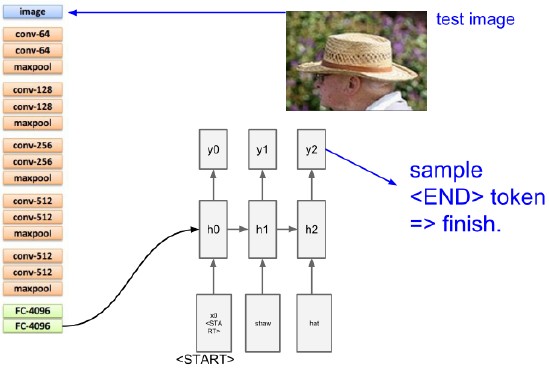 image
conv-64
conv-64
maxpool
conv-128
conv-128
maxpool
conv-256
conv-256
maxpool
conv-512
conv-512
maxpool
conv-512
conv-512
maxpool
FC-4096
FC-4096
test image
y0
y1
y2
sample
<END> token
=> finish.
h0
h1
h2
x0
<STA
RT>
straw
hat
<START>